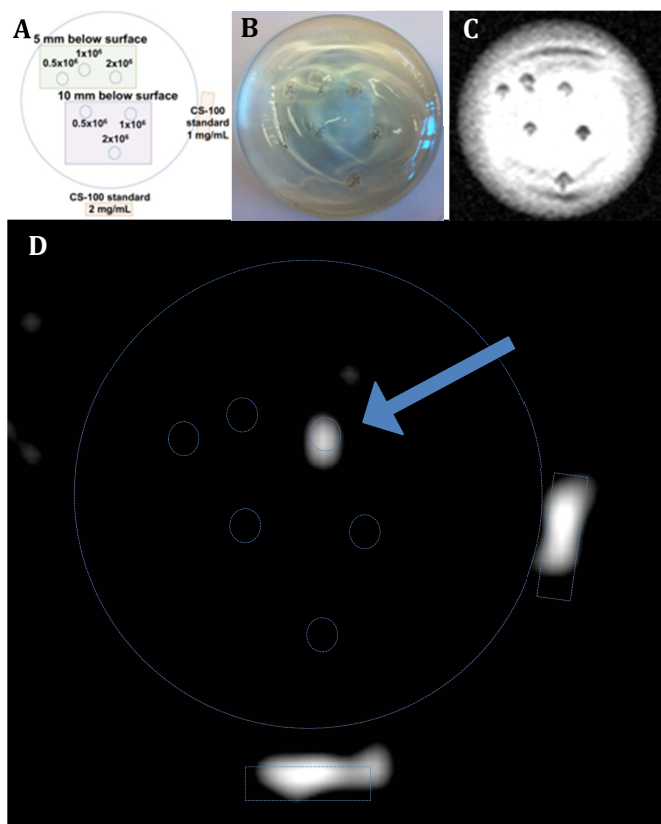 A
5 mm below surface
1x10⁶
0.5x10⁶
2x10⁶
10 mm below surface
0.5x10⁶
1x10⁶
2x10⁶
CS-100
standard
1 mg/mL
CS-100 standard
2 mg/mL
B
C
D